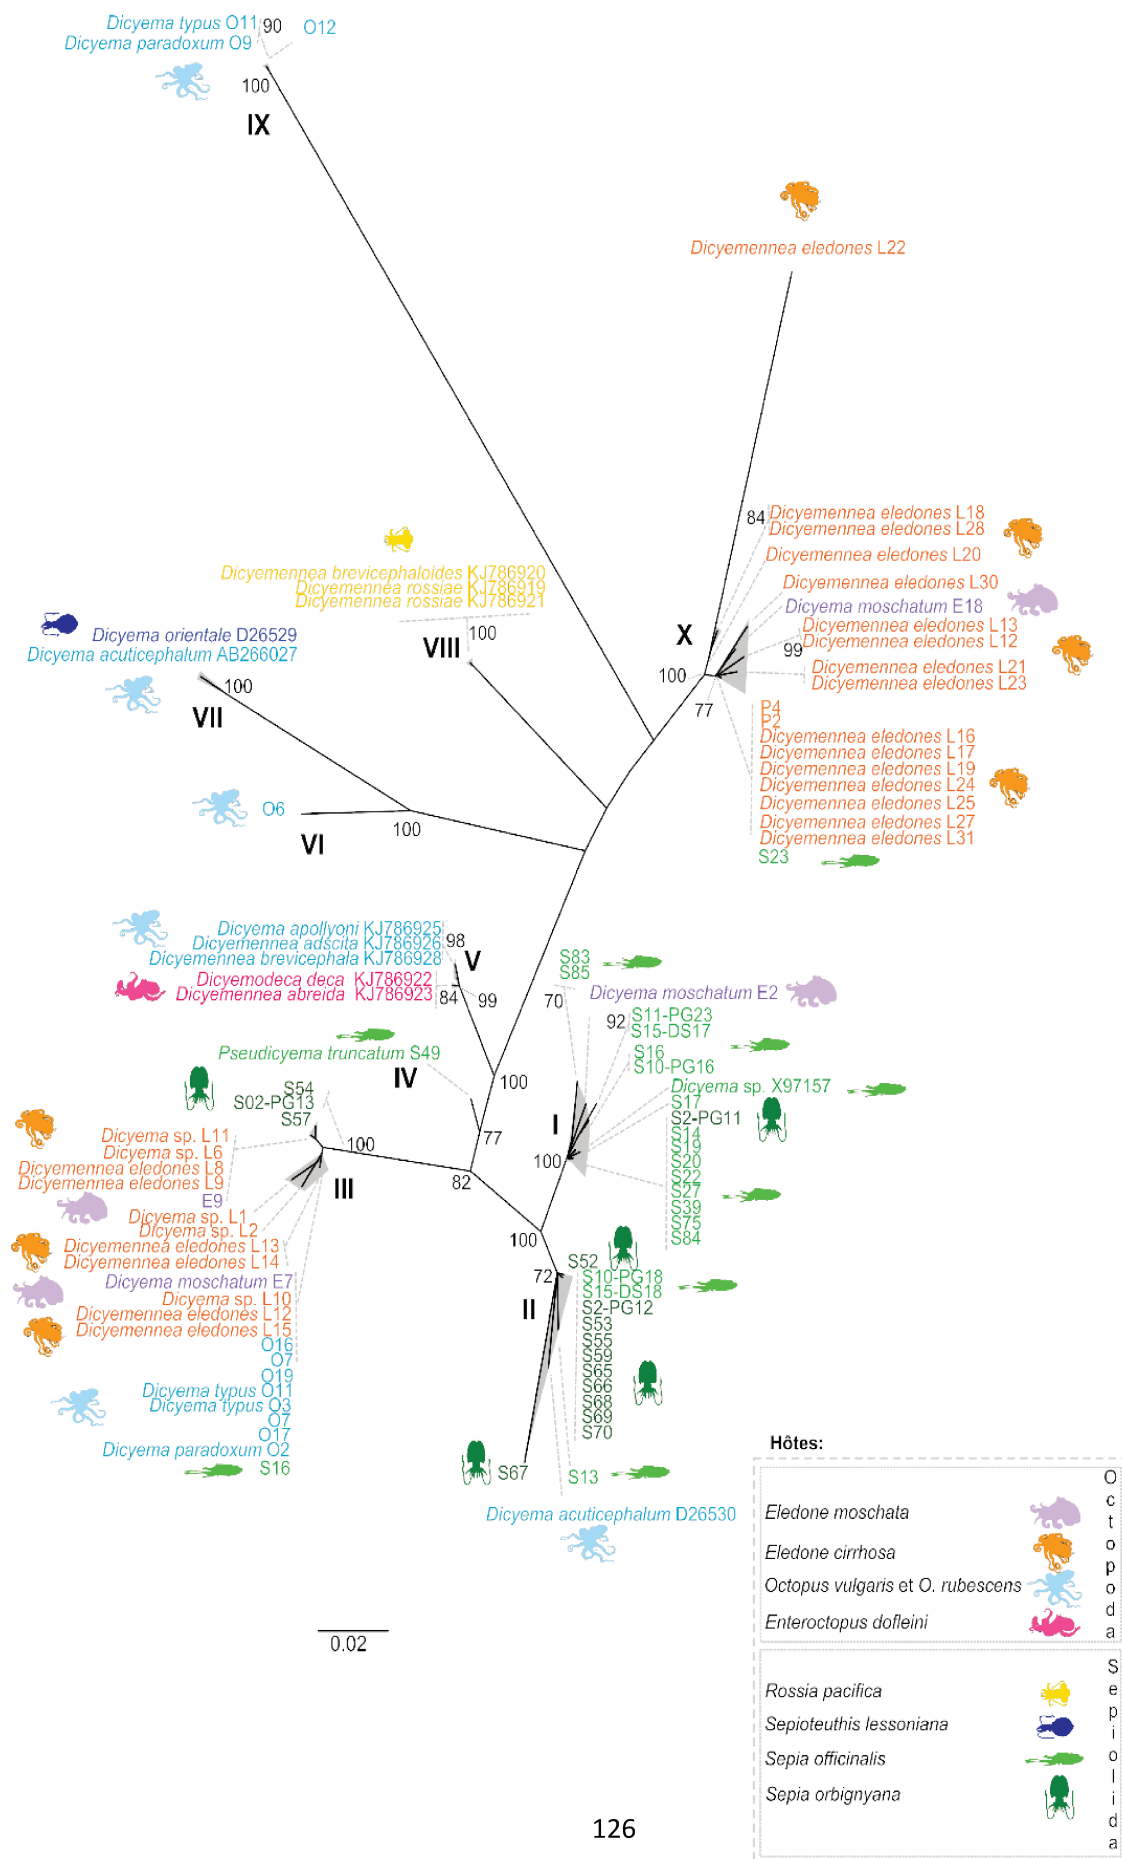 Dicyema typus O11
90
O12
Dicyema paradoxum O9
100
IX
Dicyemennea eledones L22
84
Dicyemennea eledones L18
Dicyemennea eledones L28
Dicyemennea eledones L20
Dicyemennea eledones L30
Dicyema moschatum E18
X
Dicyemennea eledones L13
99
Dicyemennea eledones L12
Dicyemennea eledones L21
Dicyemennea eledones L23
100
77
P4
P2
Dicyemennea eledones L16
Dicyemennea eledones L17
Dicyemennea eledones L19
Dicyemennea eledones L24
Dicyemennea eledones L25
Dicyemennea eledones L27
Dicyemennea eledones L31
S23
Dicyemennea brevicephaloides KJ786920
Dicyemennea rossiae KJ786919
Dicyemennea rossiae KJ786921
100
VIII
Dicyema orientale D26529
Dicyema acuticephalum AB266027
100
VII
O6
100
VI
Dicyema apollyoni KJ786925
Dicyemennea adscita KJ786926
98
Dicyemennea brevicephala KJ786928
V
Dicyemodeca deca KJ786922
Dicyemennea abreida KJ786923
84
99
100
Pseudicyema truncatum S49
IV
77
82
S54
S02-PG13
S57
100
III
Dicyema sp. L11
Dicyema sp. L6
Dicyemennea eledones L8
Dicyemennea eledones L9
E9
Dicyema sp. L1
Dicyema sp. L2
Dicyemennea eledones L13
Dicyemennea eledones L14
Dicyema moschatum E7
Dicyema sp. L10
Dicyemennea eledones L12
Dicyemennea eledones L15
O16
O7
O19
Dicyema typus O11
Dicyema typus O3
O7
O17
Dicyema paradoxum O2
S16
S83
S85
70
Dicyema moschatum E2
92
S11-PG23
S15-DS17
S16
S10-PG16
Dicyema sp. X97157
S17
I
S2-PG11
S14
S19
100
S20
S22
S27
S39
S75
S84
100
S52
72
S10-PG18
S15-DS18
II
S2-PG12
S53
S55
S59
S65
S66
S68
S69
S70
S67
S13
Dicyema acuticephalum D26530
0.02
Hôtes:
Octopoda
Eledone moschata
Eledone cirrhosa
Octopus vulgaris et O. rubescens
Enteroctopus dofleini
Sepiolida
Rossia pacifica
Sepioteuthis lessoniana
Sepia officinalis
Sepia orbignyana
126